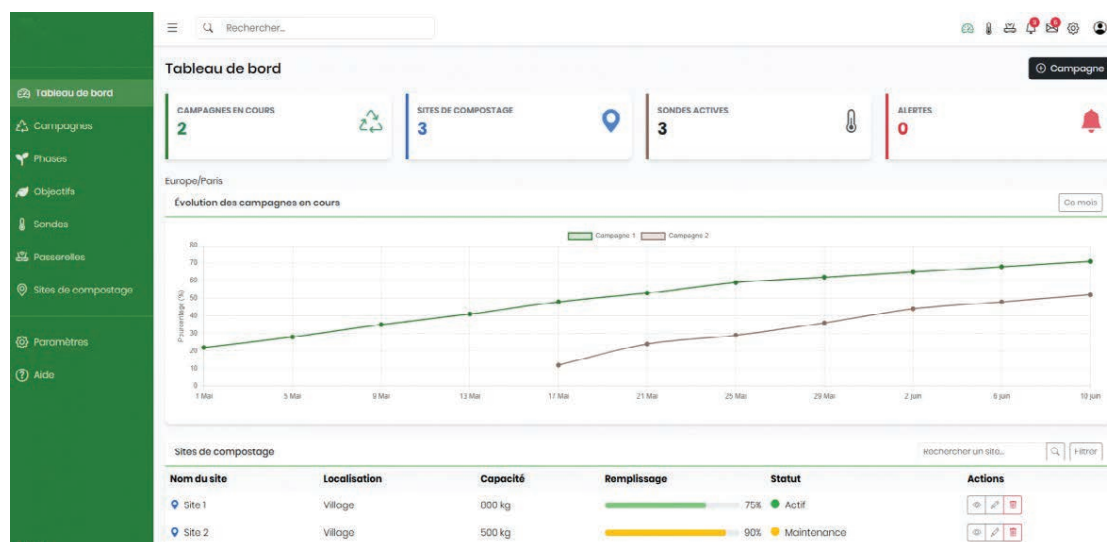 Rechercher...
8
6
Tableau de bord
Campagne
Tableau de bord
Campagnes
Phases
Objectifs
Sondes
Passerelles
Sites de compostage
Paramètres
Aide
CAMPAGNES EN COURS
2
SITES DE COMPOSTAGE
3
SONDES ACTIVES
3
ALERTES
0
Europe/Paris
Évolution des campagnes en cours
Ce mois
Campagne 1 Campagne 2
Pourcentage (%)
80
70
60
50
40
30
20
10
0
1 Mai 5 Mai 9 Mai 13 Mai 17 Mai 21 Mai 25 Mai 29 Mai 2 juin 6 juin 10 juin
Sites de compostage
Rechercher un site...
Filtrer
Nom du site Localisation Capacité Remplissage Statut Actions
Site 1 Village 000 kg 75% Actif
Site 2 Village 500 kg 90% Maintenance